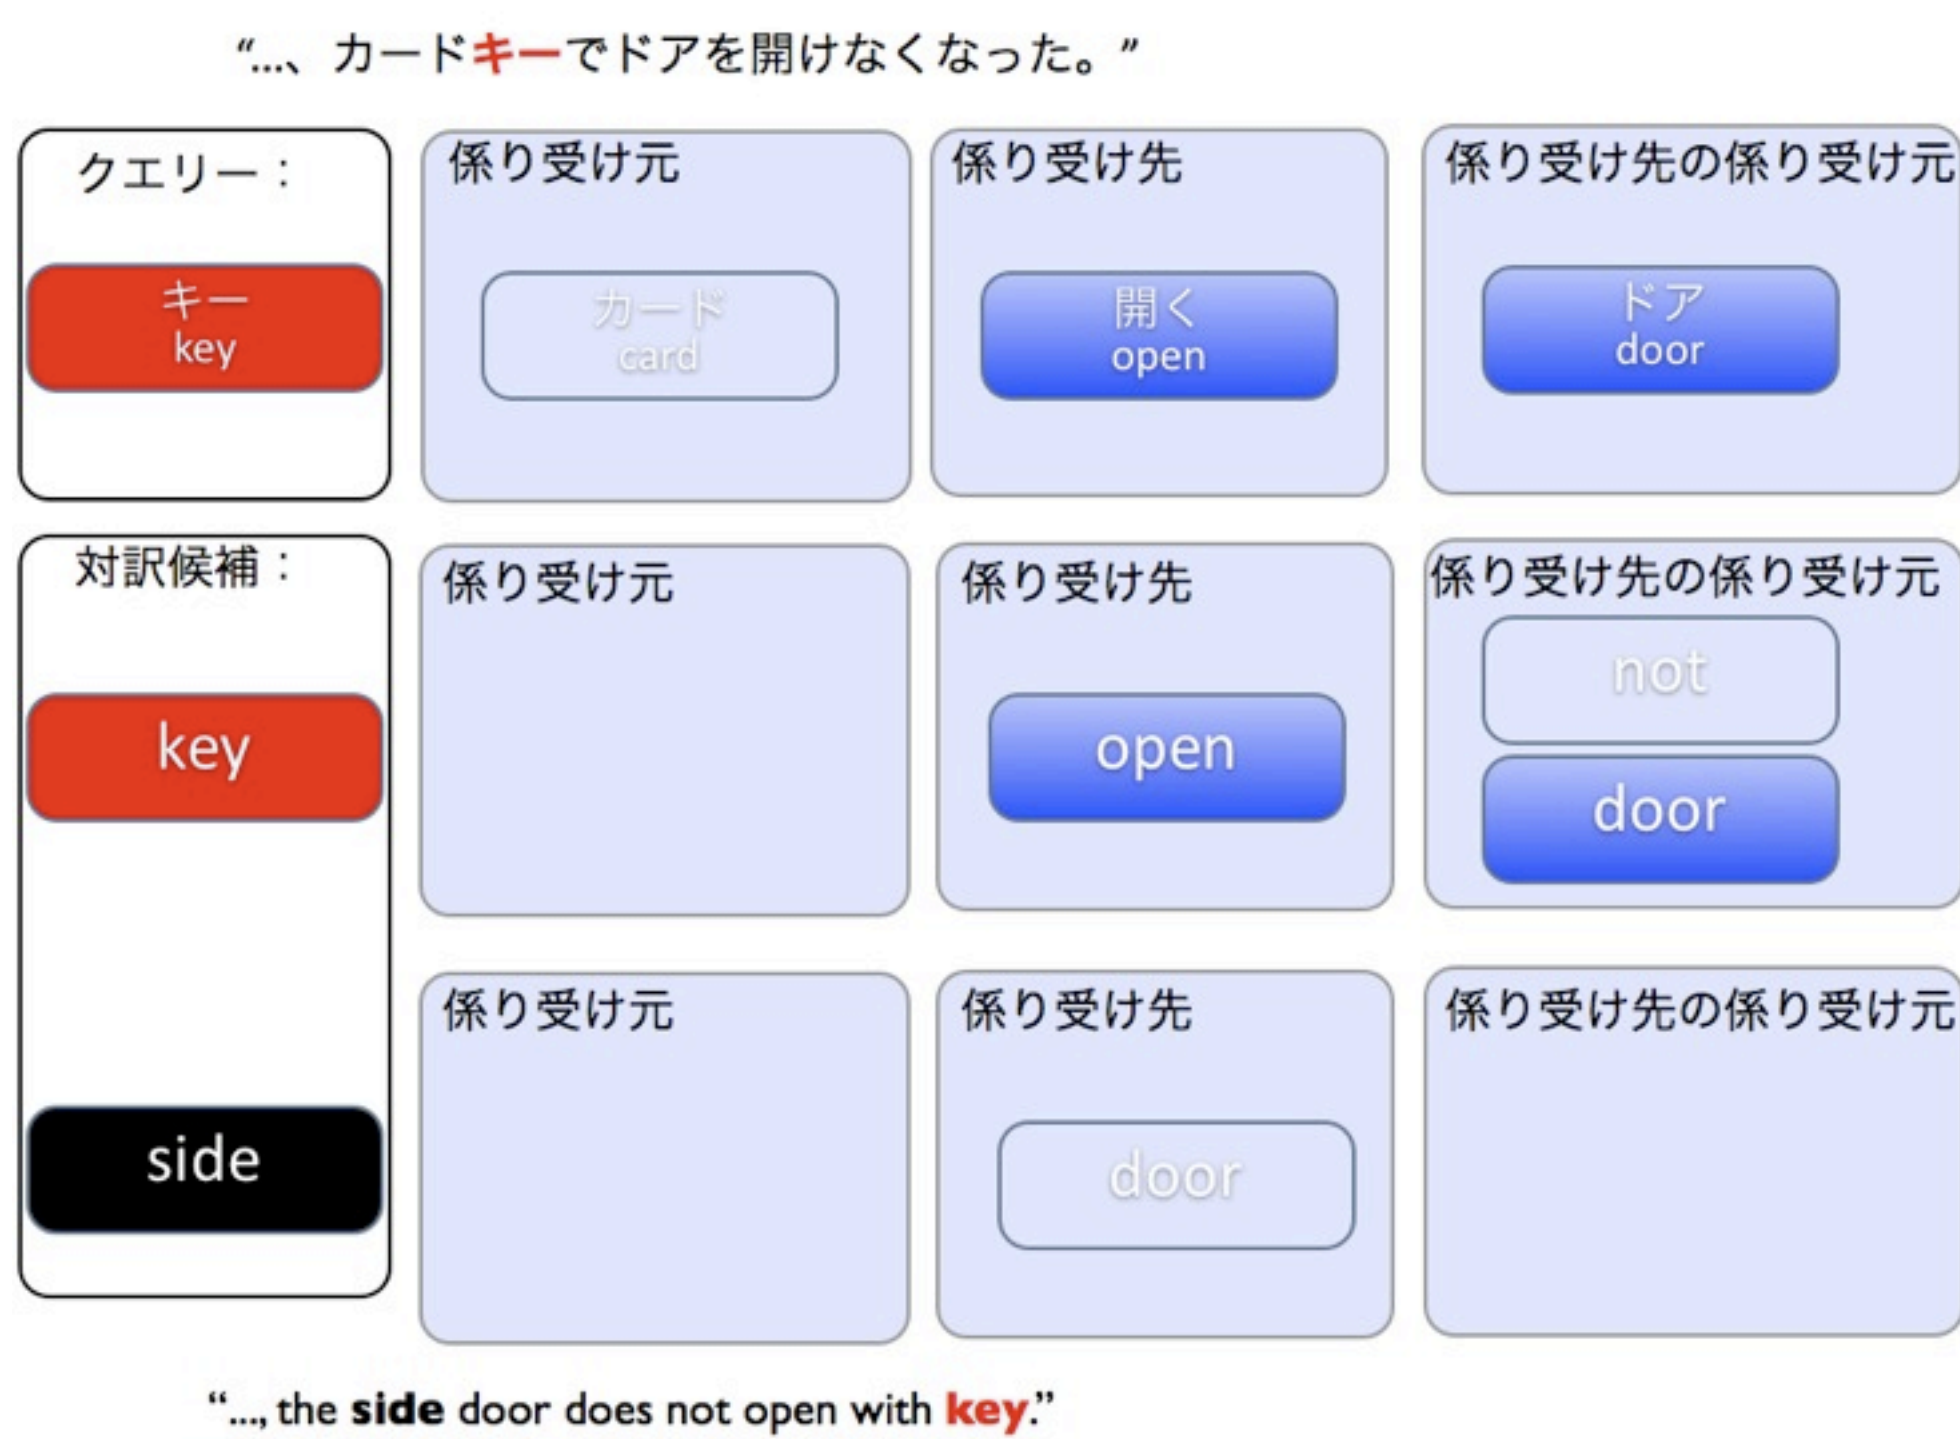 “...、カードキーでドアを開けなくなった。”
クエリー：
係り受け元
係り受け先
係り受け先の係り受け元
キー
key
カード
card
開く
open
ドア
door
対訳候補：
係り受け元
係り受け先
係り受け先の係り受け元
key
open
not
door
係り受け元
係り受け先
係り受け先の係り受け元
side
door
“..., the side door does not open with key.”